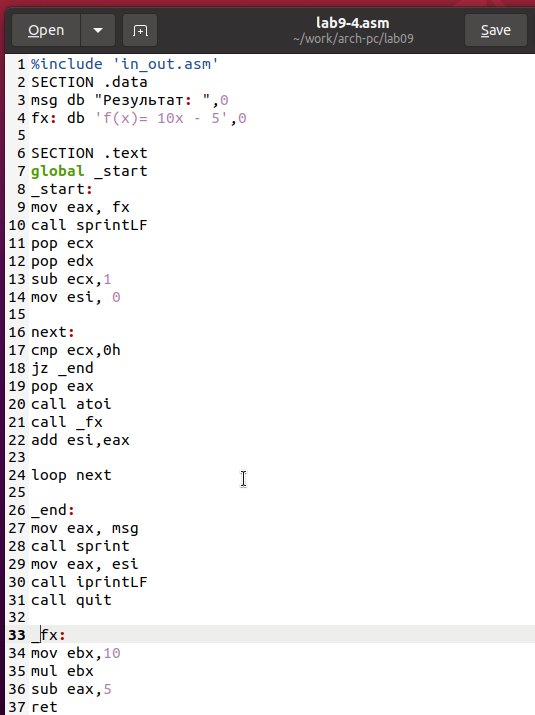 Open
lab9-4.asm
~/work/arch-pc/lab09
Save
1 %include 'in_out.asm'
2 SECTION .data
3 msg db "Результат: ",0
4 fx: db 'f(x)= 10x - 5',0
5
6 SECTION .text
7 global _start
8 _start:
9 mov eax, fx
10 call sprintLF
11 pop ecx
12 pop edx
13 sub ecx,1
14 mov esi, 0
15
16 next:
17 cmp ecx,0h
18 jz _end
19 pop eax
20 call atoi
21 call _fx
22 add esi,eax
23
24 loop next
25
26 _end:
27 mov eax, msg
28 call sprint
29 mov eax, esi
30 call iprintLF
31 call quit
32
33 _fx:
34 mov ebx,10
35 mul ebx
36 sub eax,5
37 ret